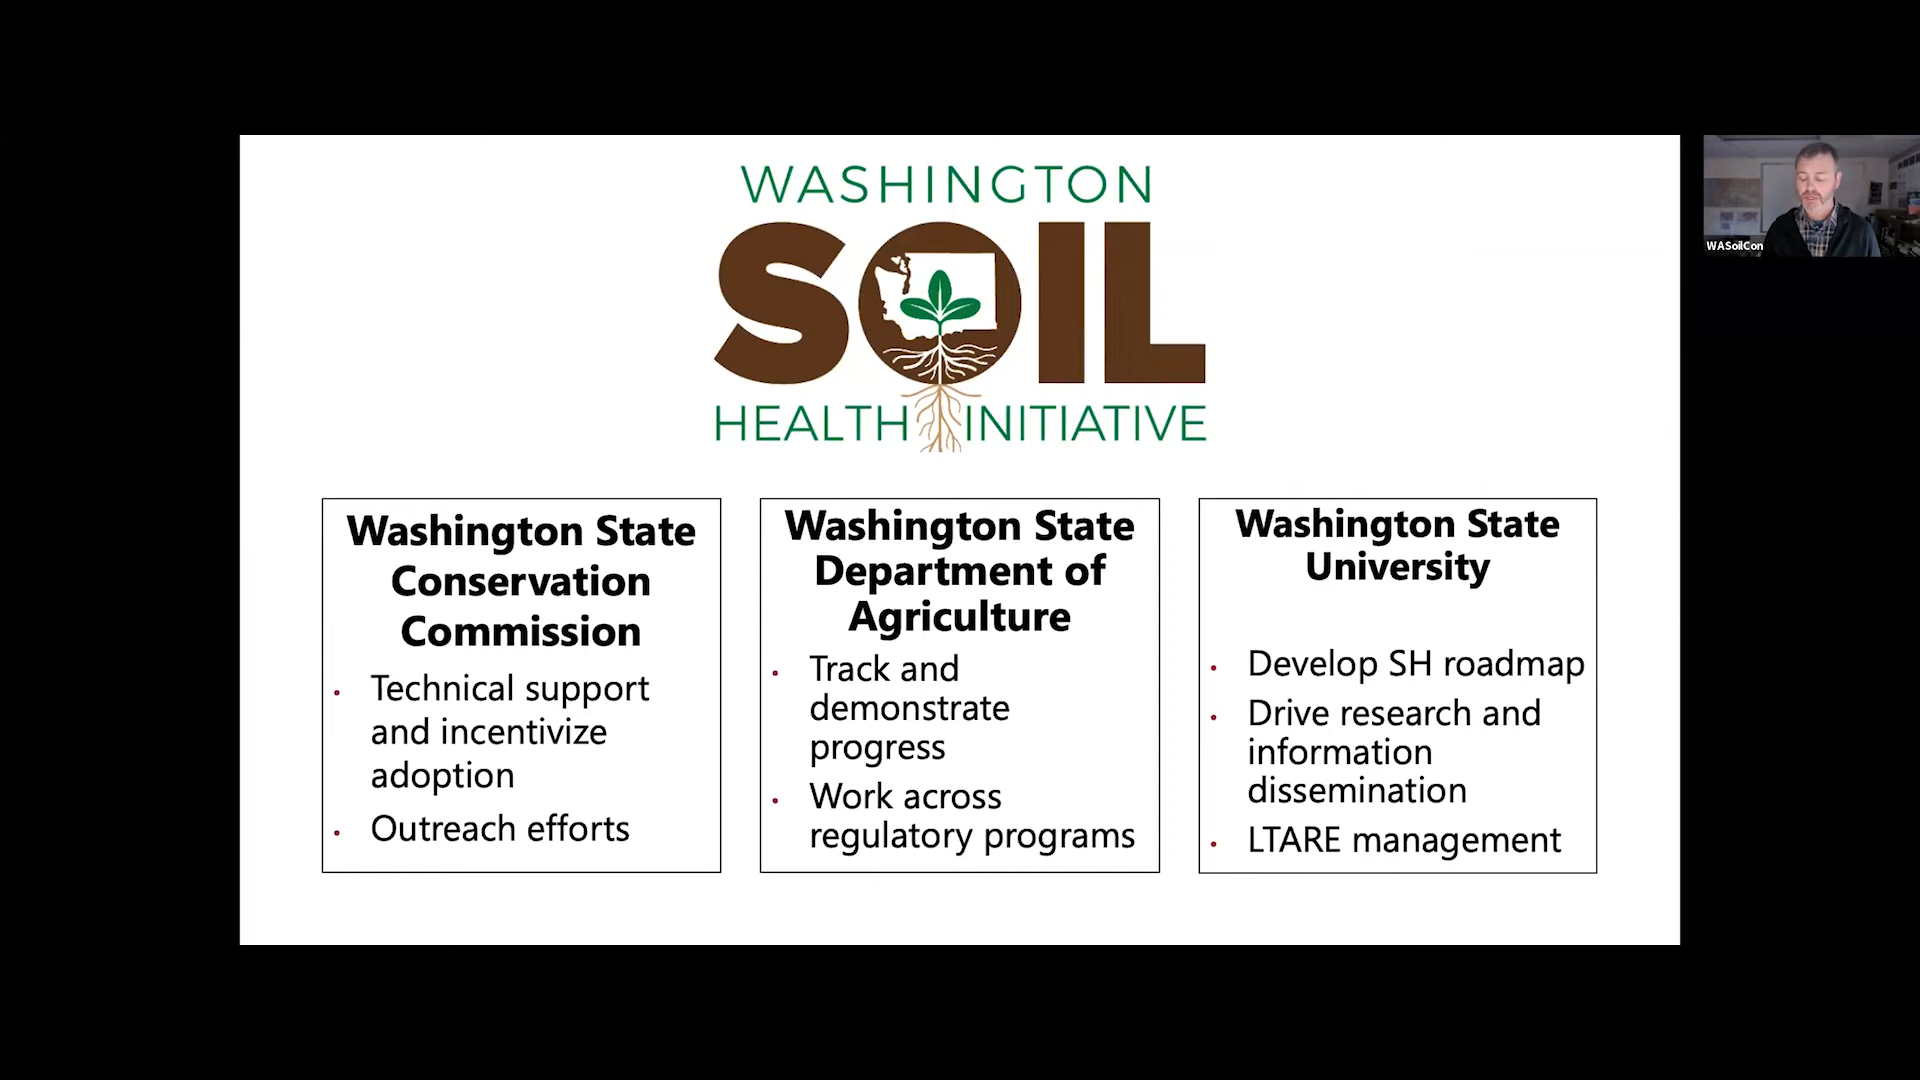 WASHINGTON
SOIL
HEALTH INITIATIVE
WASoilCon
Washington State
Conservation
Commission
• Technical support
and incentivize
adoption
• Outreach efforts
Washington State
Department of
Agriculture
• Track and
demonstrate
progress
• Work across
regulatory programs
Washington State
University
• Develop SH roadmap
• Drive research and
information
dissemination
• LTARE management